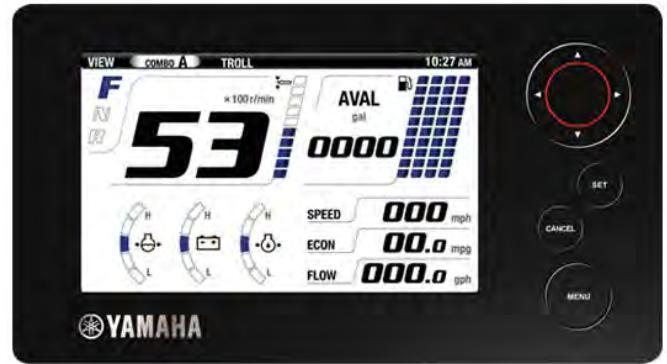 VIEW COMBO A TROLL 10:27 AM
F
N
R
×100 r/min
53
AVAL
gal
0000
H H H
L L L
SPEED 000 mph
ECON 00.0 mpg
FLOW 000.0 gph
SET
CANCEL
MENU
YAMAHA